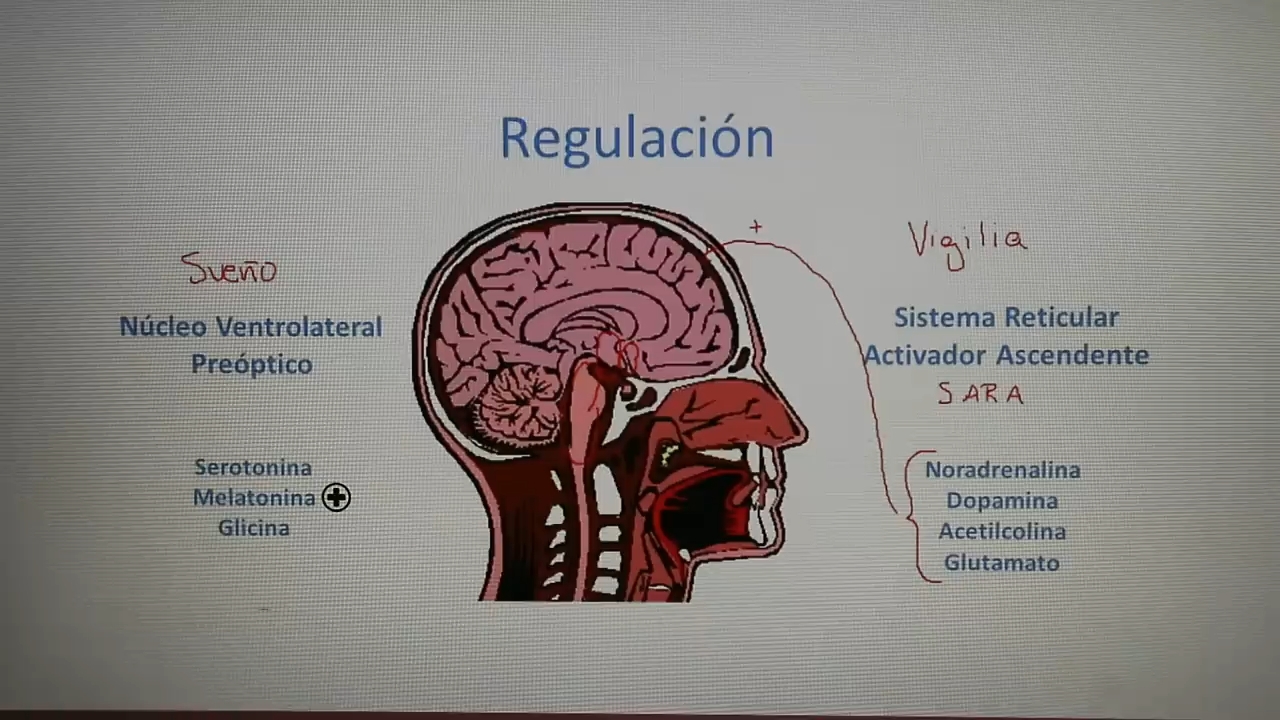 Regulación
Sueño
Núcleo Ventrolateral
Preóptico
Serotonina
Melatonina
Glicina
+
Vigilia
Sistema Reticular
Activador Ascendente
SARA
Noradrenalina
Dopamina
Acetilcolina
Glutamato